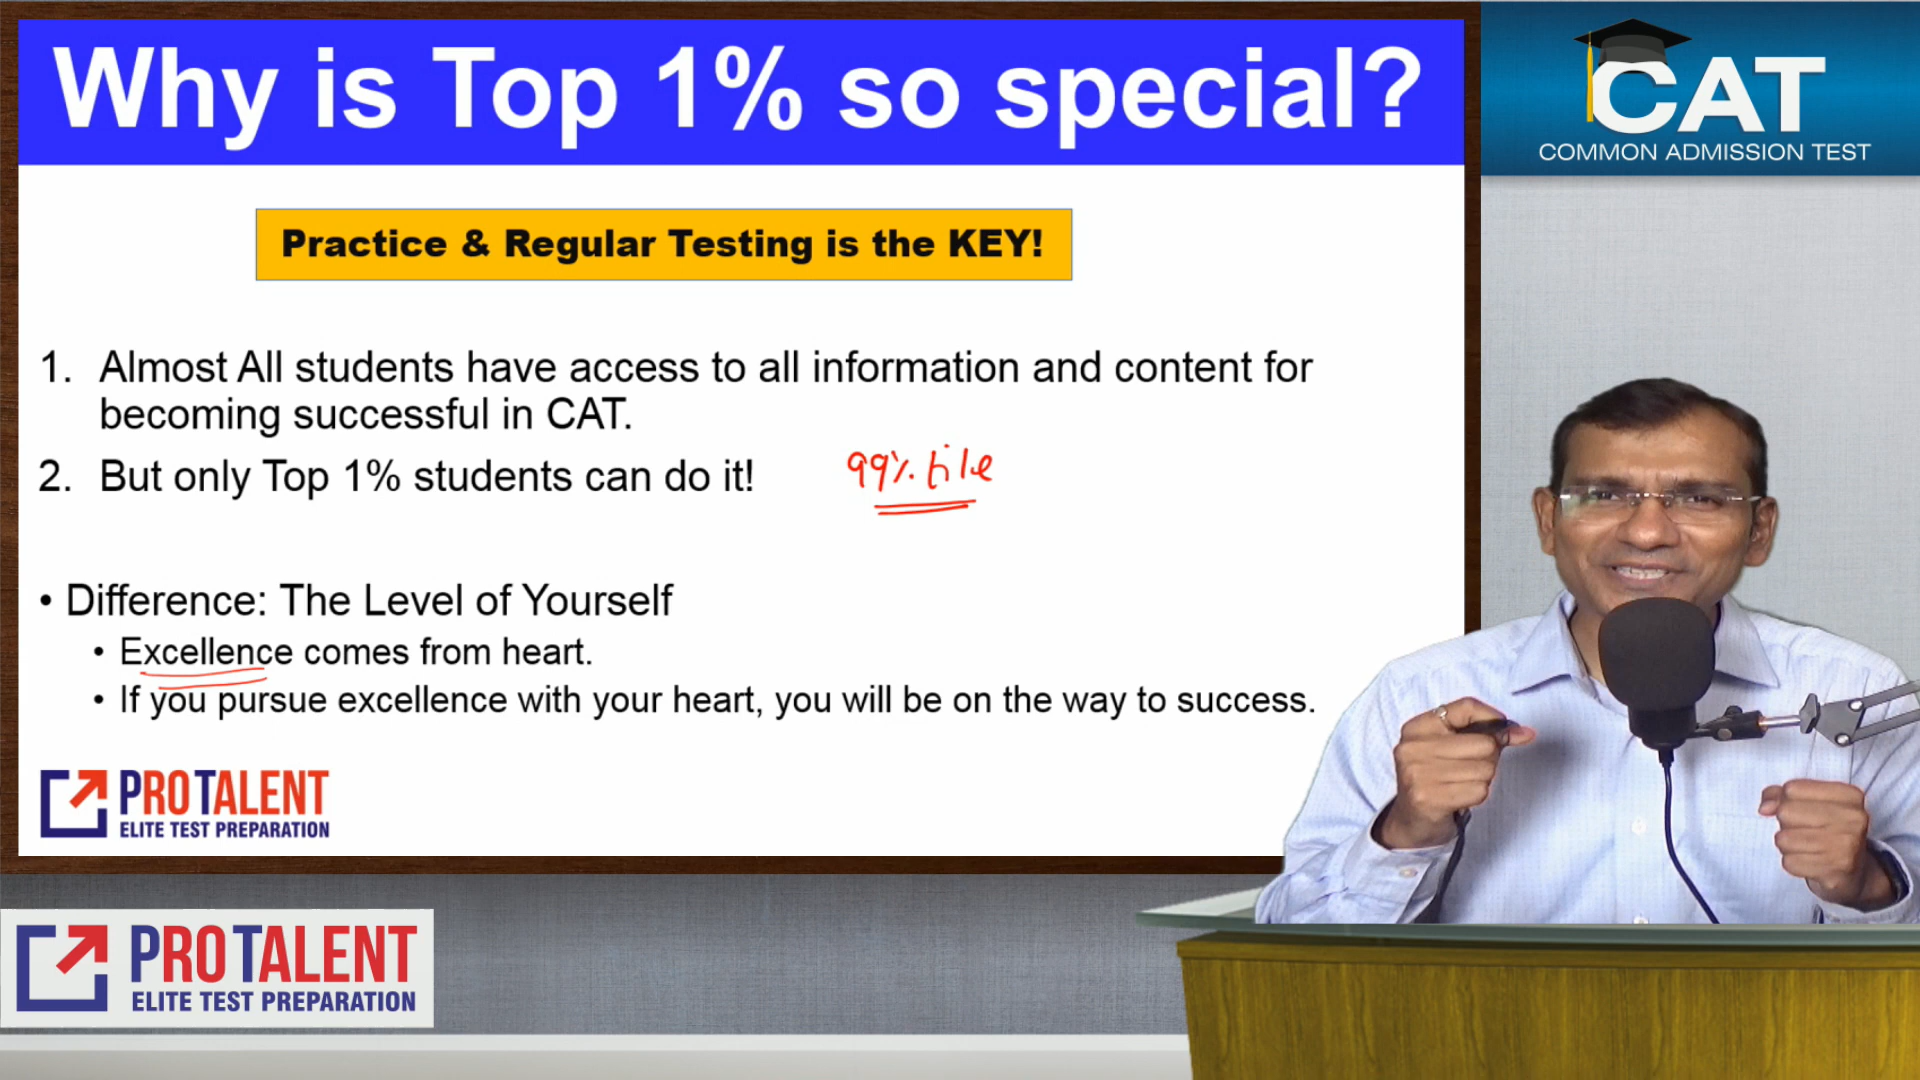 Why is Top 1% so special?
CAT
COMMON ADMISSION TEST
Practice & Regular Testing is the KEY!
1. Almost All students have access to all information and content for
becoming successful in CAT.
2. But only Top 1% students can do it!
99%tile
• Difference: The Level of Yourself
• Excellence comes from heart.
• If you pursue excellence with your heart, you will be on the way to success.
PROTALENT
ELITE TEST PREPARATION
PROTALENT
ELITE TEST PREPARATION